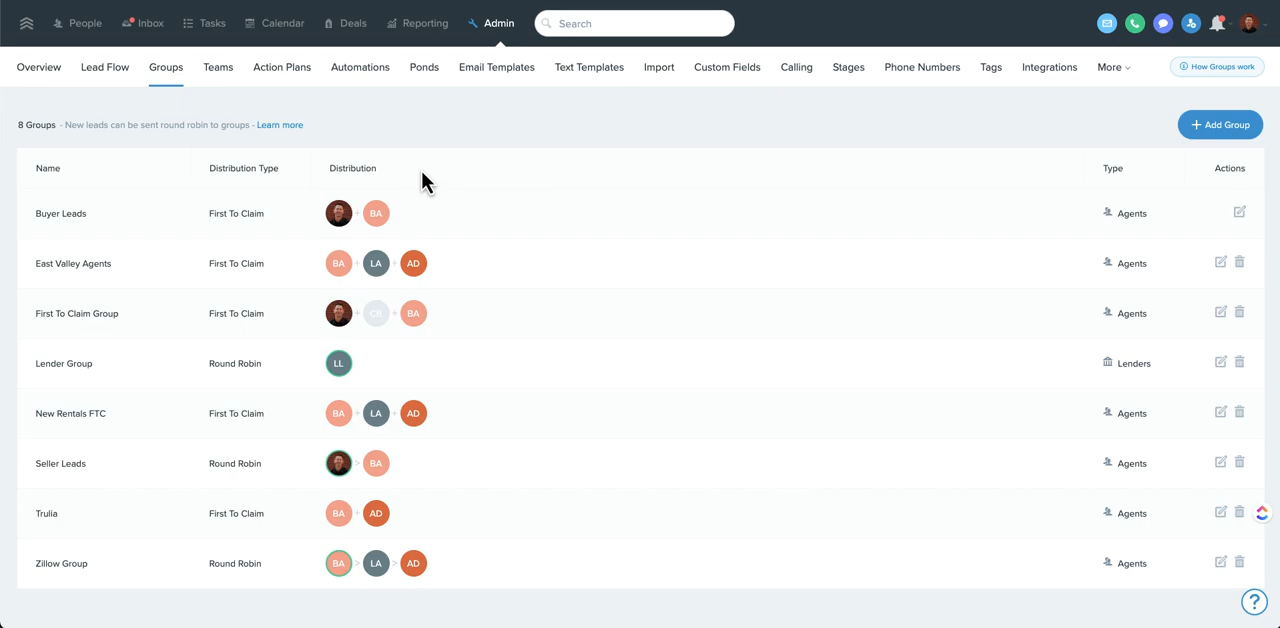 People Inbox Tasks Calendar Deals Reporting Admin Search
Overview Lead Flow Groups Teams Action Plans Automations Ponds Email Templates Text Templates Import Custom Fields Calling Stages Phone Numbers Tags Integrations More How Groups work
8 Groups - New leads can be sent round robin to groups - Learn more + Add Group
Name Distribution Type Distribution Type Actions
Buyer Leads First To Claim + BA Agents
East Valley Agents First To Claim BA + LA + AD Agents
First To Claim Group First To Claim + CB + BA Agents
Lender Group Round Robin LL Lenders
New Rentals FTC First To Claim BA + LA + AD Agents
Seller Leads Round Robin > BA Agents
Trulia First To Claim BA + AD Agents
Zillow Group Round Robin BA > LA > AD Agents
?